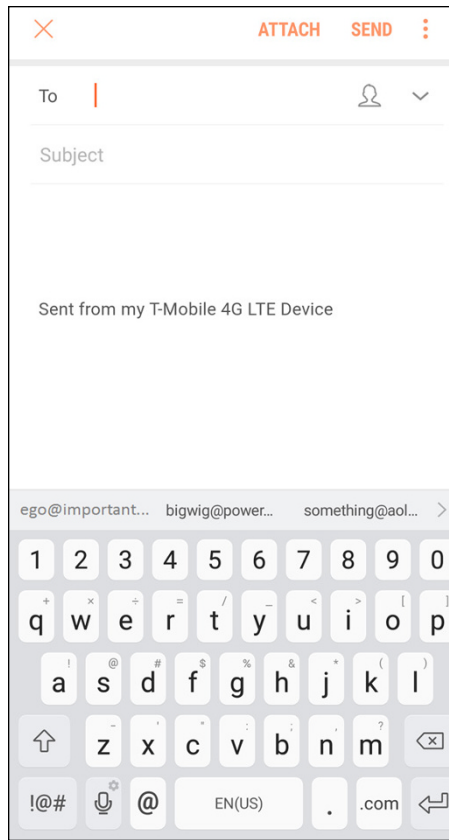 ATTACH SEND
To
Subject
Sent from my T-Mobile 4G LTE Device
ego@important... bigwig@power... something@aol...
1 2 3 4 5 6 7 8 9 0
+ × ÷ = / _ < > [ ]
q w e r t y u i o p
! @ # $ % & * ( )
a s d f g h j k l
- ' " : ; , ?
z x c v b n m
!@# @ EN(US) . .com